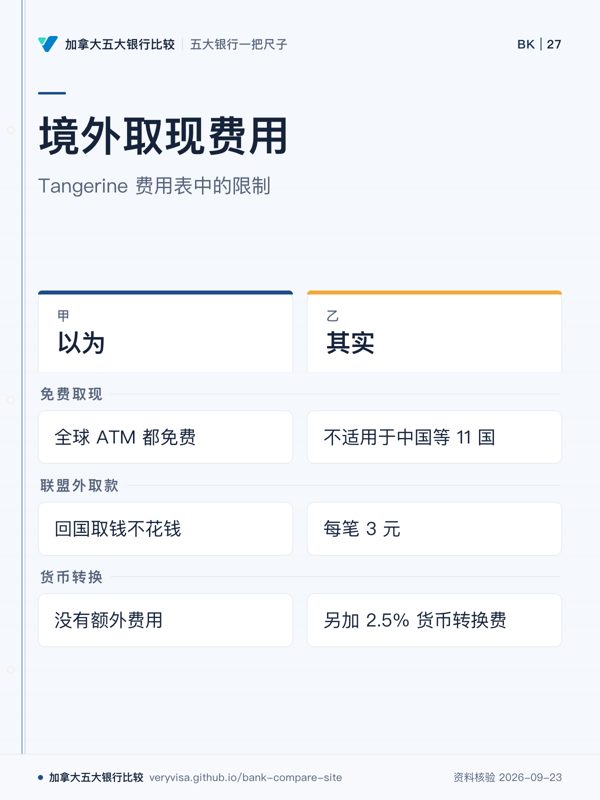 加拿大五大银行比较 | 五大银行一把尺子
BK | 27
境外取现费用
Tangerine 费用表中的限制
甲
以为
乙
其实
免费取现
全球 ATM 都免费
不适用于中国等 11 国
联盟外取款
回国取钱不花钱
每笔 3 元
货币转换
没有额外费用
另加 2.5% 货币转换费
加拿大五大银行比较 veryvisa.github.io/bank-compare-site
资料核验 2026-09-23